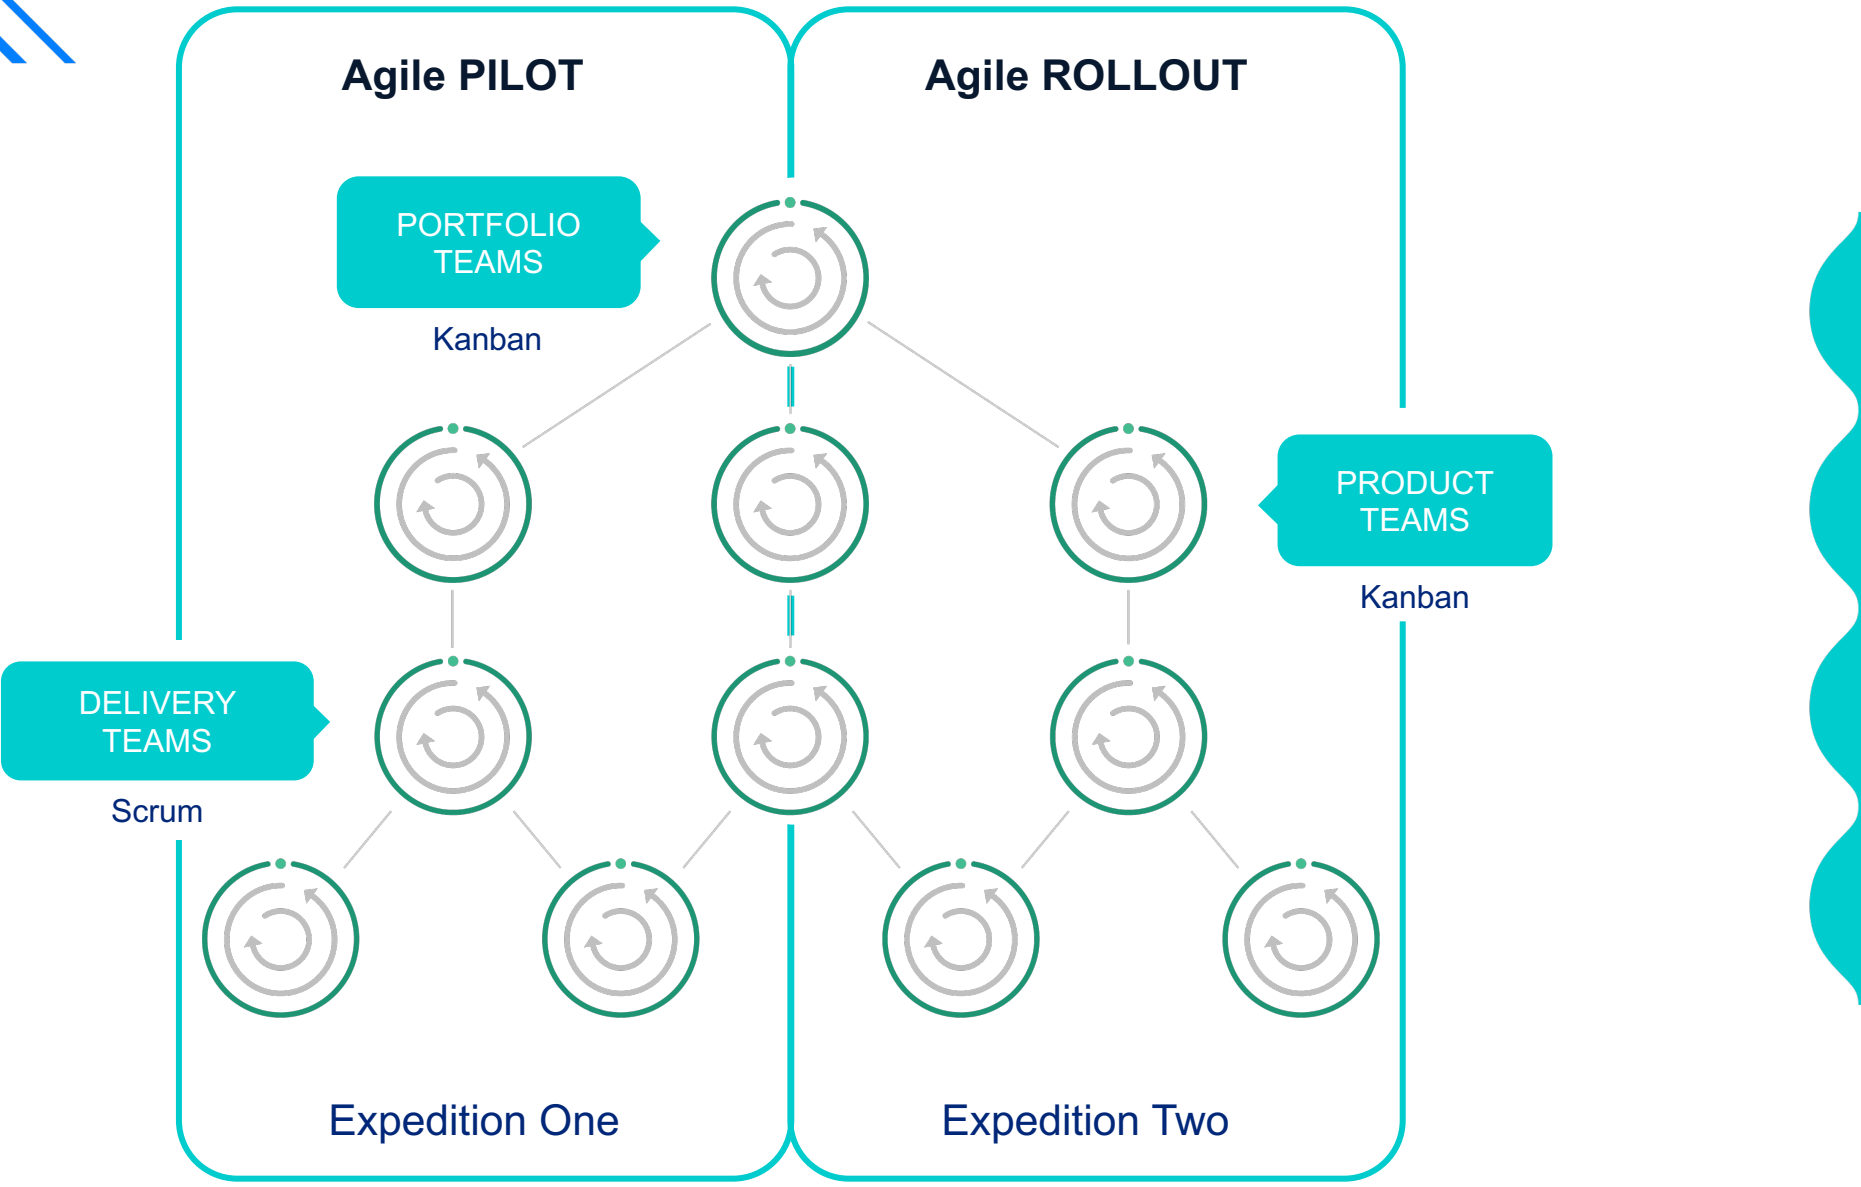 Agile PILOT
Agile ROLLOUT
PORTFOLIO
TEAMS
Kanban
PRODUCT
TEAMS
Kanban
DELIVERY
TEAMS
Scrum
Expedition One
Expedition Two